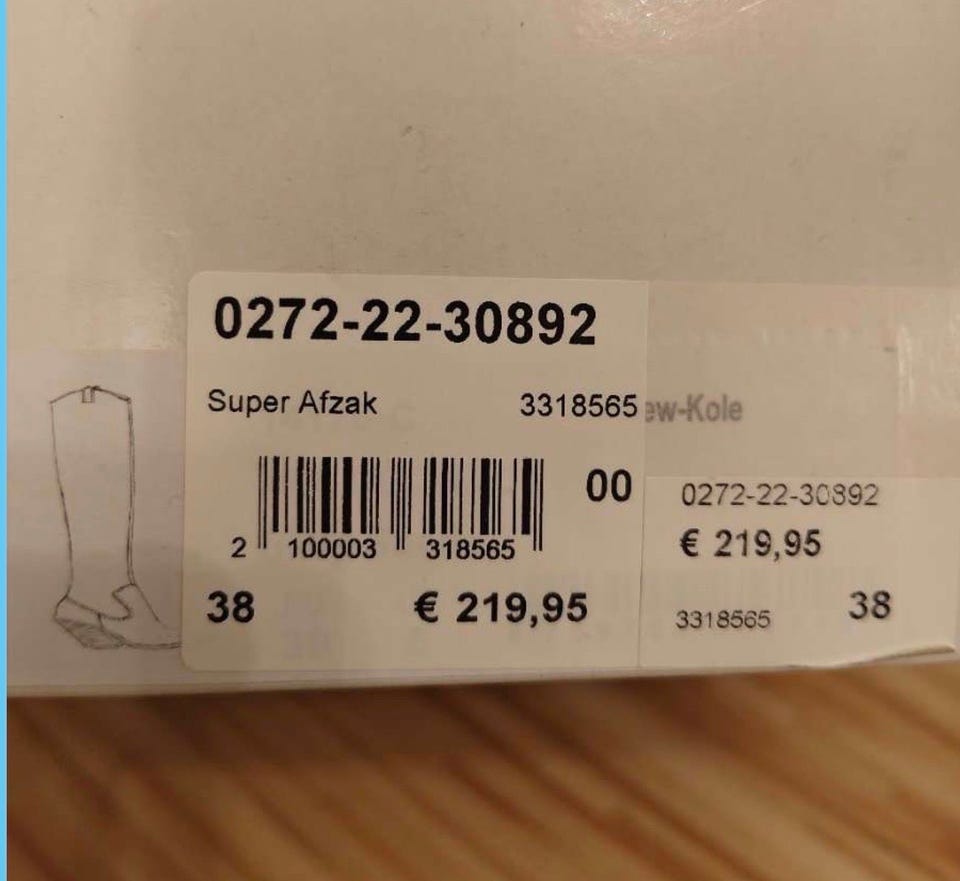 0272-22-30892
Super Afzak 3318565
ew-Kole
00
2 100003 318565
38 € 219,95
0272-22-30892
€ 219,95
3318565 38